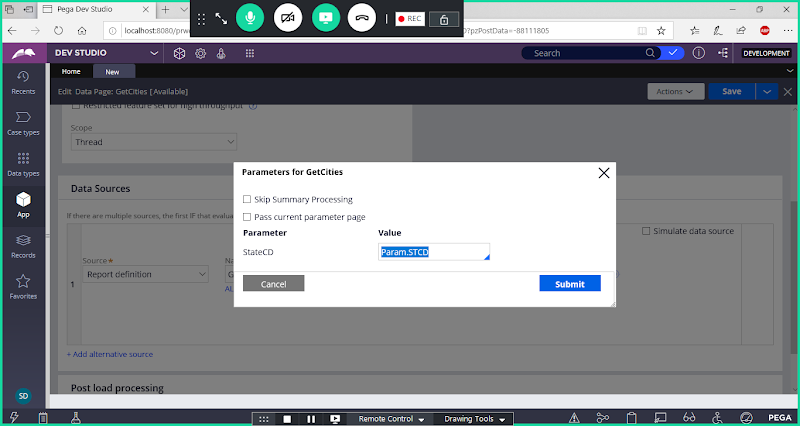 Pega Dev Studio
localhost:8080/prw
0?pzPostData=-88111805
REC
ABP
DEV STUDIO
Search
DEVELOPMENT
Home
New
Recents
Edit Data Page: GetCities [Available]
Actions
Save
Restricted feature set for high throughput
Case types
Scope
Thread
Data types
Parameters for GetCities
Data Sources
Skip Summary Processing
App
If there are multiple sources, the first IF that evalua
Pass current parameter page
Simulate data source
Parameter
Value
Records
Source
StateCD
Param.STCD
Report definition
Favorites
1
Cancel
Submit
+ Add alternative source
Post load processing
SD
Remote Control
Drawing Tools
PEGA